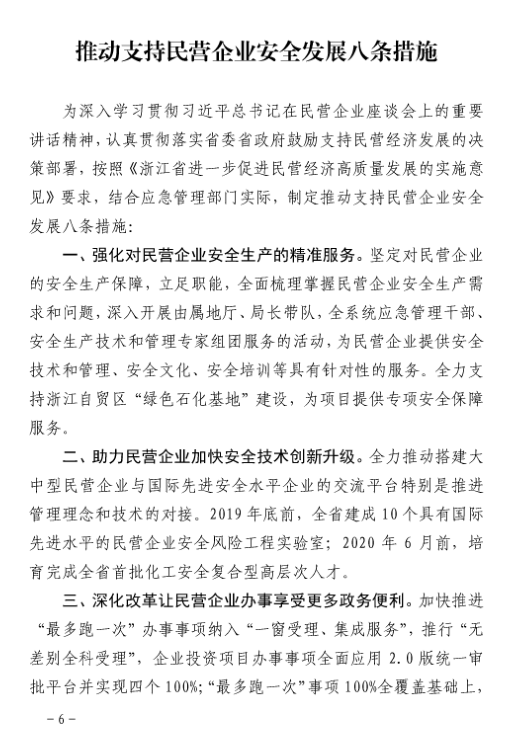 推动支持民营企业安全发展八条措施
为深入学习贯彻习近平总书记在民营企业座谈会上的重要
讲话精神，认真贯彻落实省委省政府鼓励支持民营经济发展的决
策部署，按照《浙江省进一步促进民营经济高质量发展的实施意
见》要求，结合应急管理部门实际，制定推动支持民营企业安全
发展八条措施：
一、强化对民营企业安全生产的精准服务。坚定对民营企业
的安全生产保障，立足职能，全面梳理掌握民营企业安全生产需
求和问题，深入开展由属地厅、局长带队，全系统应急管理干部、
安全生产技术和管理专家组团服务的活动，为民营企业提供安全
技术和管理、安全文化、安全培训等具有针对性的服务。全力支
持浙江自贸区“绿色石化基地”建设，为项目提供专项安全保障
服务。
二、助力民营企业加快安全技术创新升级。全力推动搭建大
中型民营企业与国际先进安全水平企业的交流平台特别是推进
管理理念和技术的对接。2019 年底前，全省建成 10 个具有国际
先进水平的民营企业安全风险工程实验室；2020 年 6 月前，培
育完成全省首批化工安全复合型高层次人才。
三、深化改革让民营企业办事享受更多政务便利。加快推进
“最多跑一次”办事事项纳入“一窗受理、集成服务”，推行“无
差别全科受理”，企业投资项目办事事项全面应用 2.0 版统一审
批平台并实现四个 100%；“最多跑一次”事项 100%全覆盖基础上，
－6－